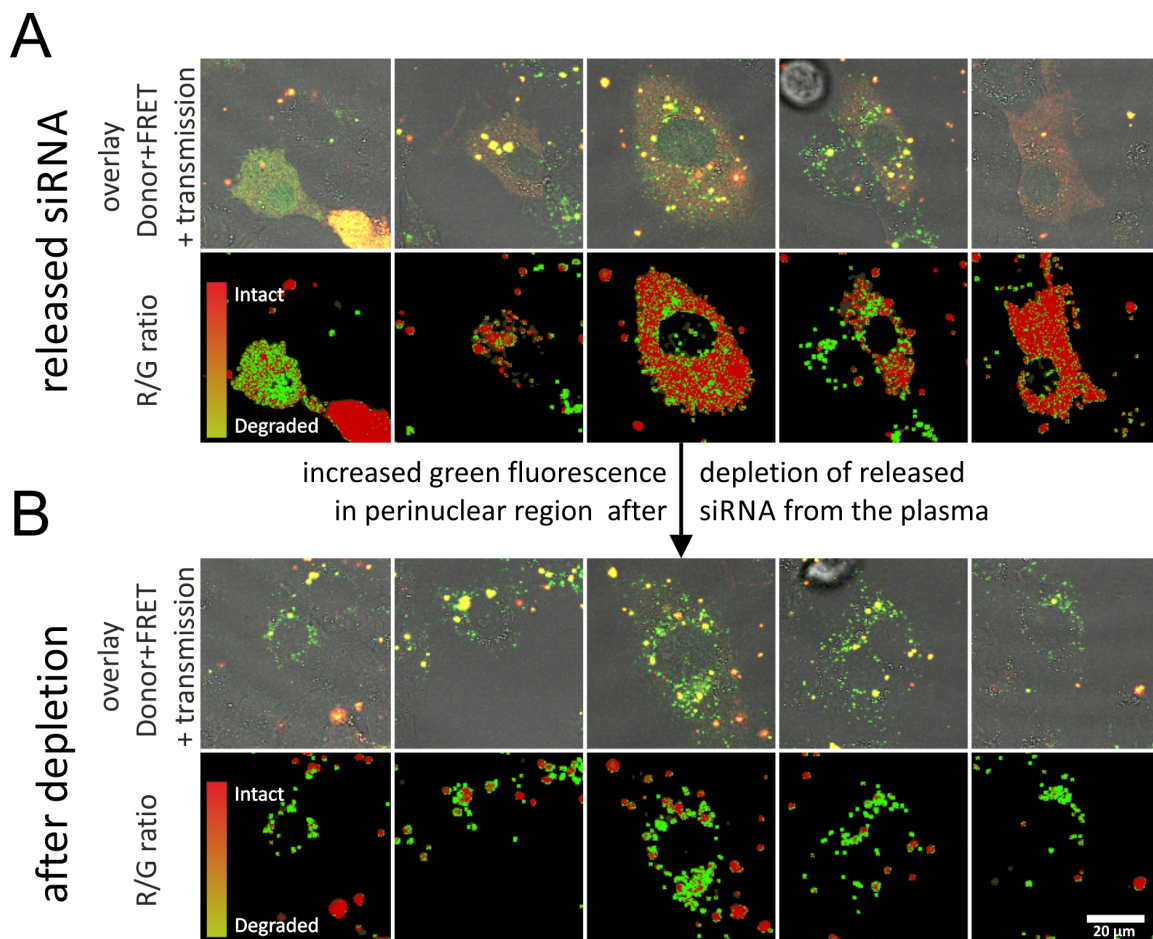 A
released siRNA
overlay
Donor+FRET
+ transmission
R/G ratio
Intact
Degraded
increased green fluorescence
in perinuclear region after
depletion of released
siRNA from the plasma
B
after depletion
overlay
Donor+FRET
+ transmission
R/G ratio
Intact
Degraded
20 µm